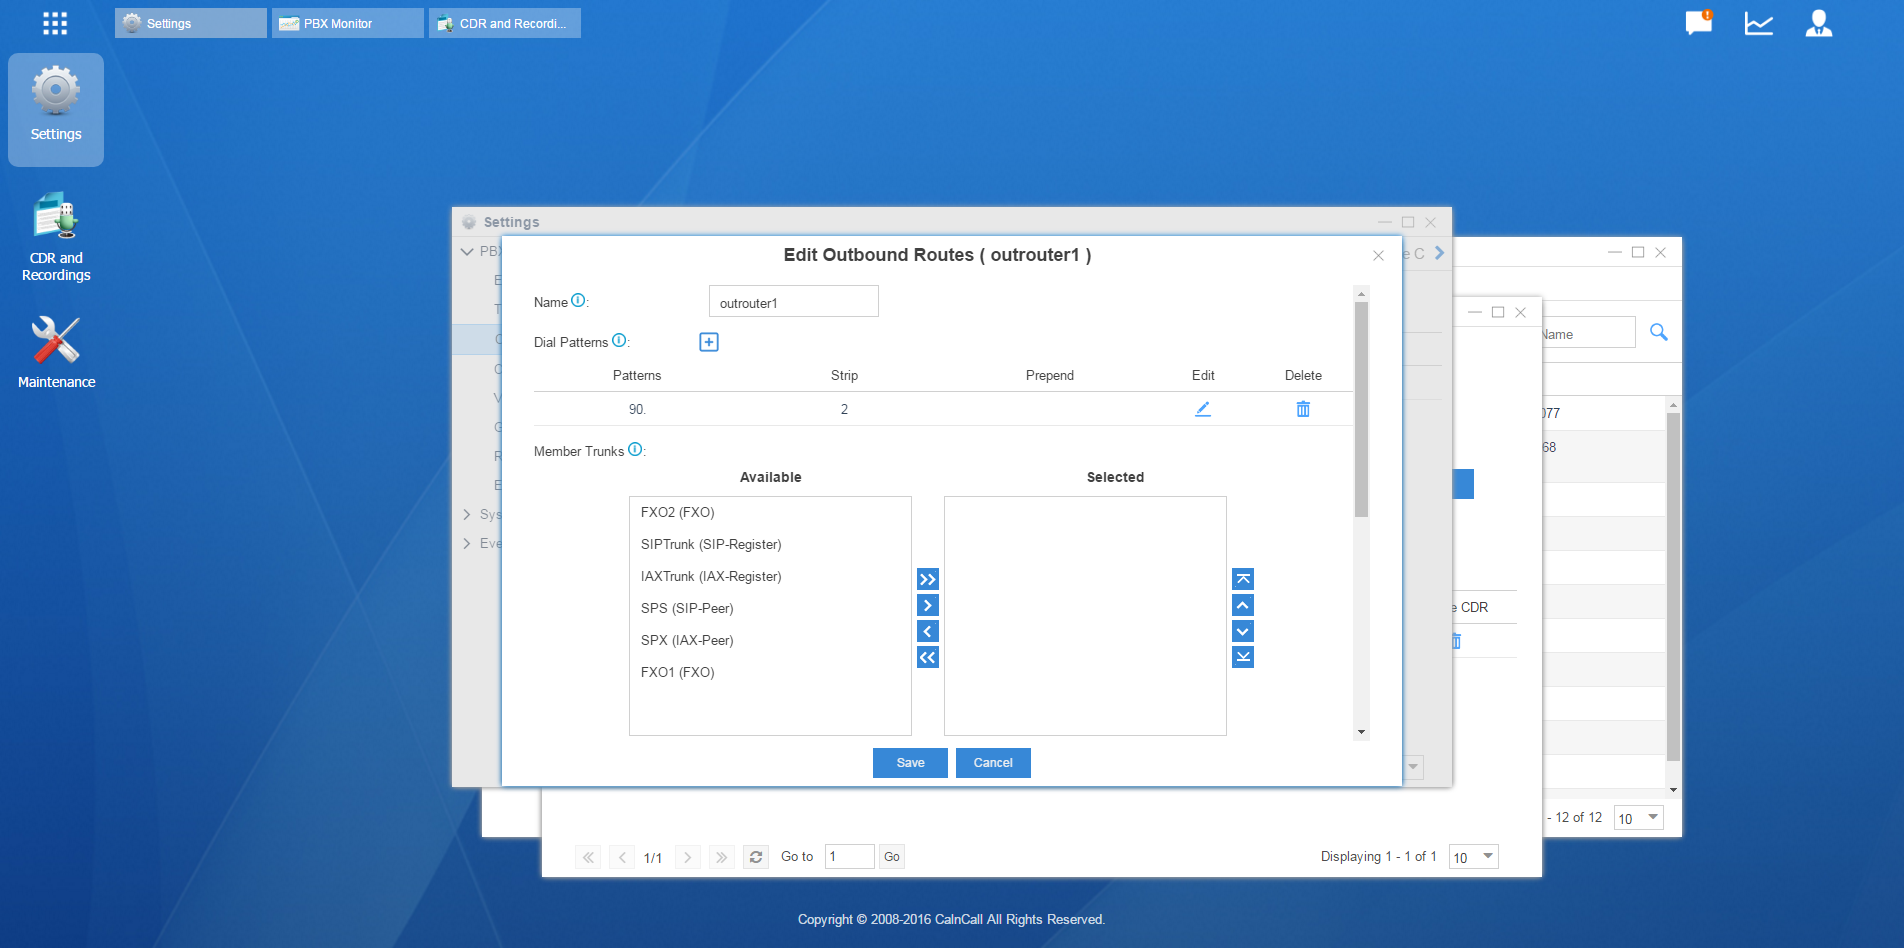 Settings
PBX Monitor
CDR and Recordi...
Settings
CDR and
Recordings
Maintenance
Settings
PBX
E
T
C
V
G
R
E
Sys
Eve
e C
Edit Outbound Routes ( outrouter1 )
Name :
outrouter1
Dial Patterns :
Patterns Strip Prepend Edit Delete
90. 2
Member Trunks :
Available Selected
FXO2 (FXO)
SIPTrunk (SIP-Register)
IAXTrunk (IAX-Register)
SPS (SIP-Peer)
SPX (IAX-Peer)
FXO1 (FXO)
Save Cancel
Name
077
68
e CDR
- 12 of 12 10
1/1 Go to 1 Go Displaying 1 - 1 of 1 10
Copyright © 2008-2016 CalnCall All Rights Reserved.